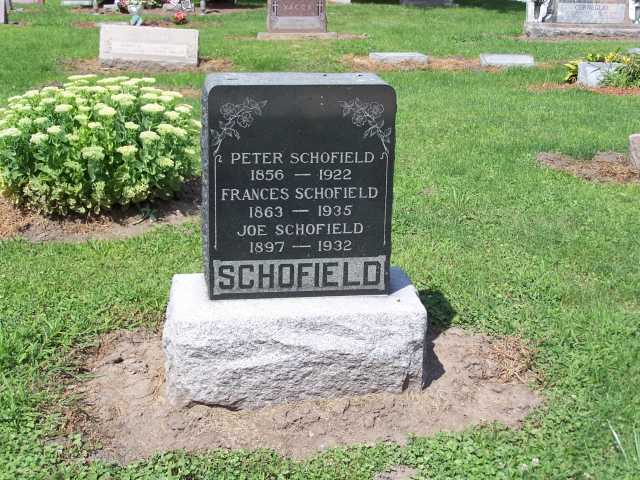 PETER SCHOFIELD
1856 — 1922
FRANCES SCHOFIELD
1863 — 1935
JOE SCHOFIELD
1897 — 1932
SCHOFIELD